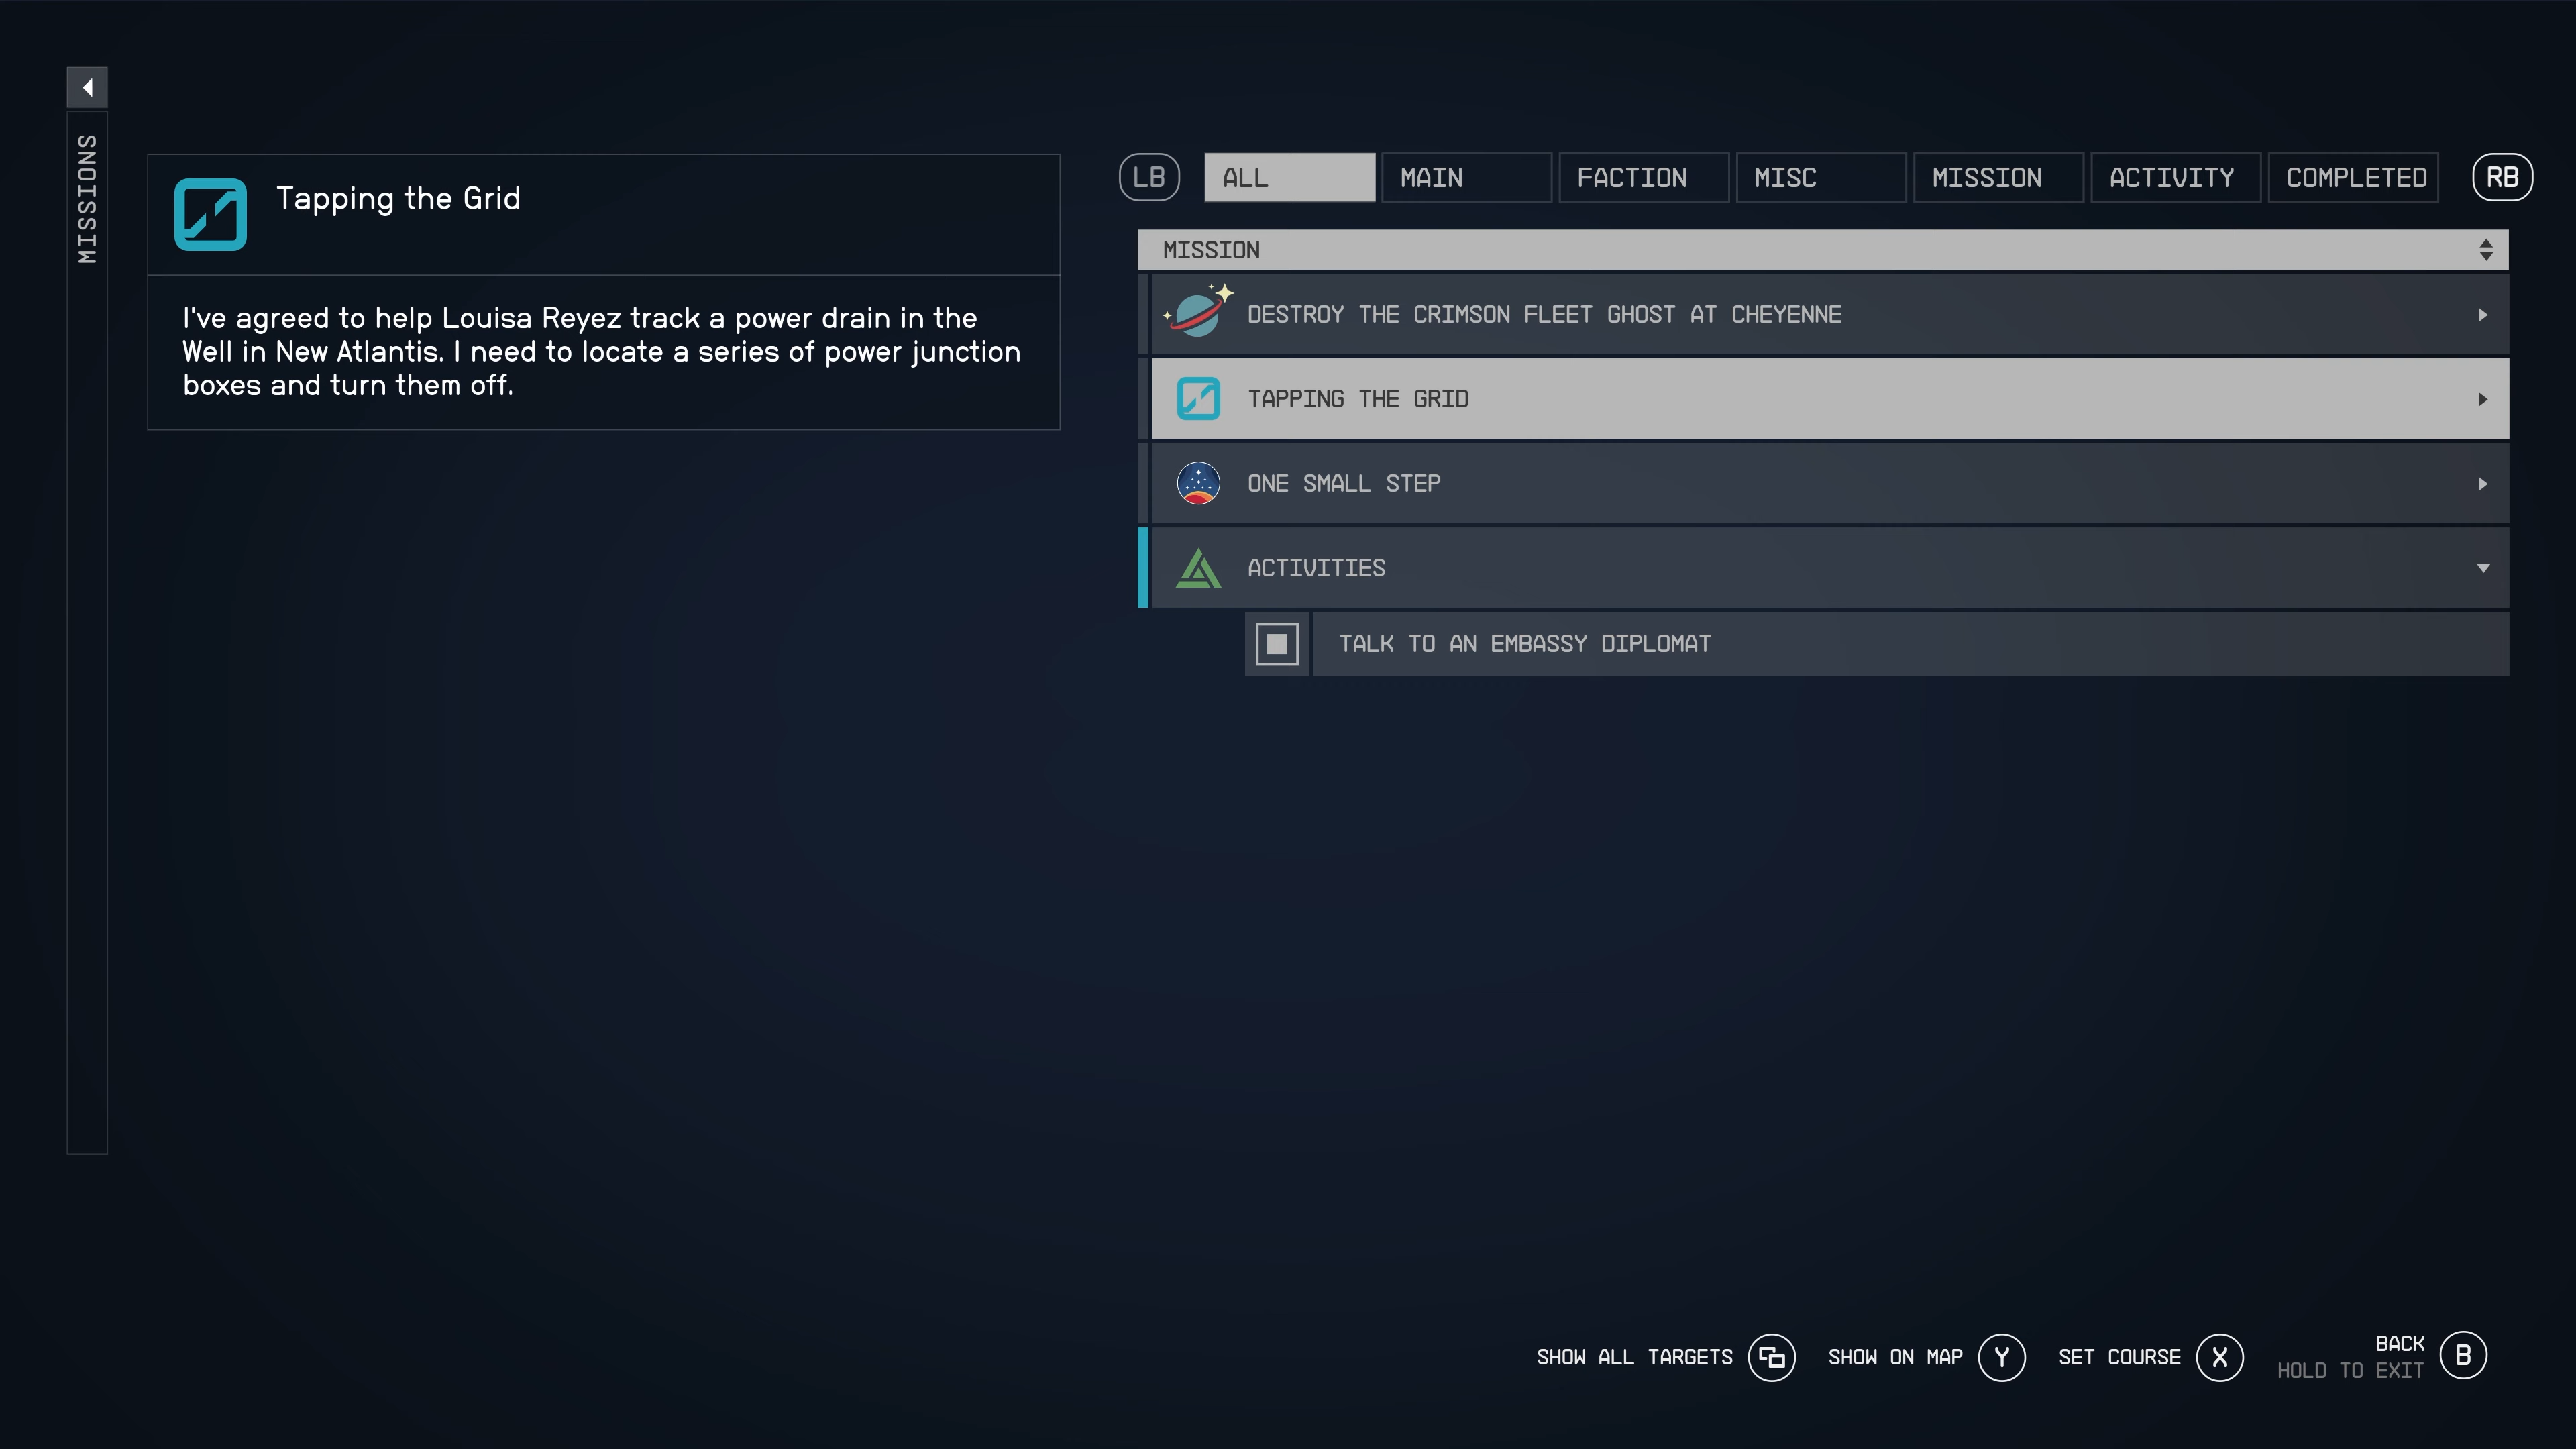 MISSIONS
Tapping the Grid
I've agreed to help Louisa Reyez track a power drain in the
Well in New Atlantis. I need to locate a series of power junction
boxes and turn them off.
LB ALL MAIN FACTION MISC MISSION ACTIVITY COMPLETED RB
MISSION
DESTROY THE CRIMSON FLEET GHOST AT CHEYENNE
TAPPING THE GRID
ONE SMALL STEP
ACTIVITIES
TALK TO AN EMBASSY DIPLOMAT
SHOW ALL TARGETS SHOW ON MAP Y SET COURSE X BACK B
HOLD TO EXIT